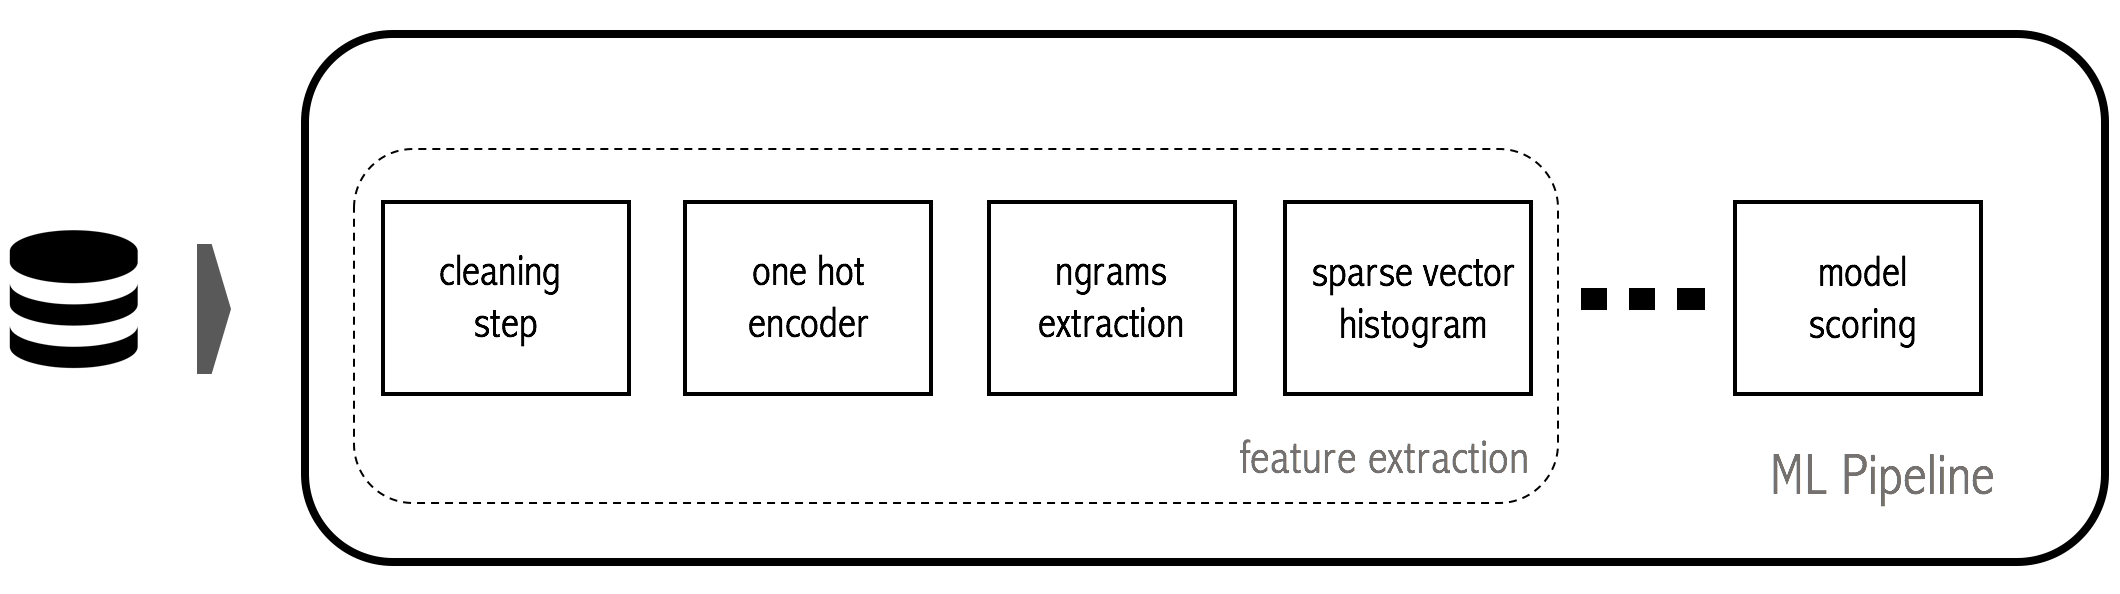 cleaning
step
one hot
encoder
ngrams
extraction
sparse vector
histogram
model
scoring
feature extraction
ML Pipeline